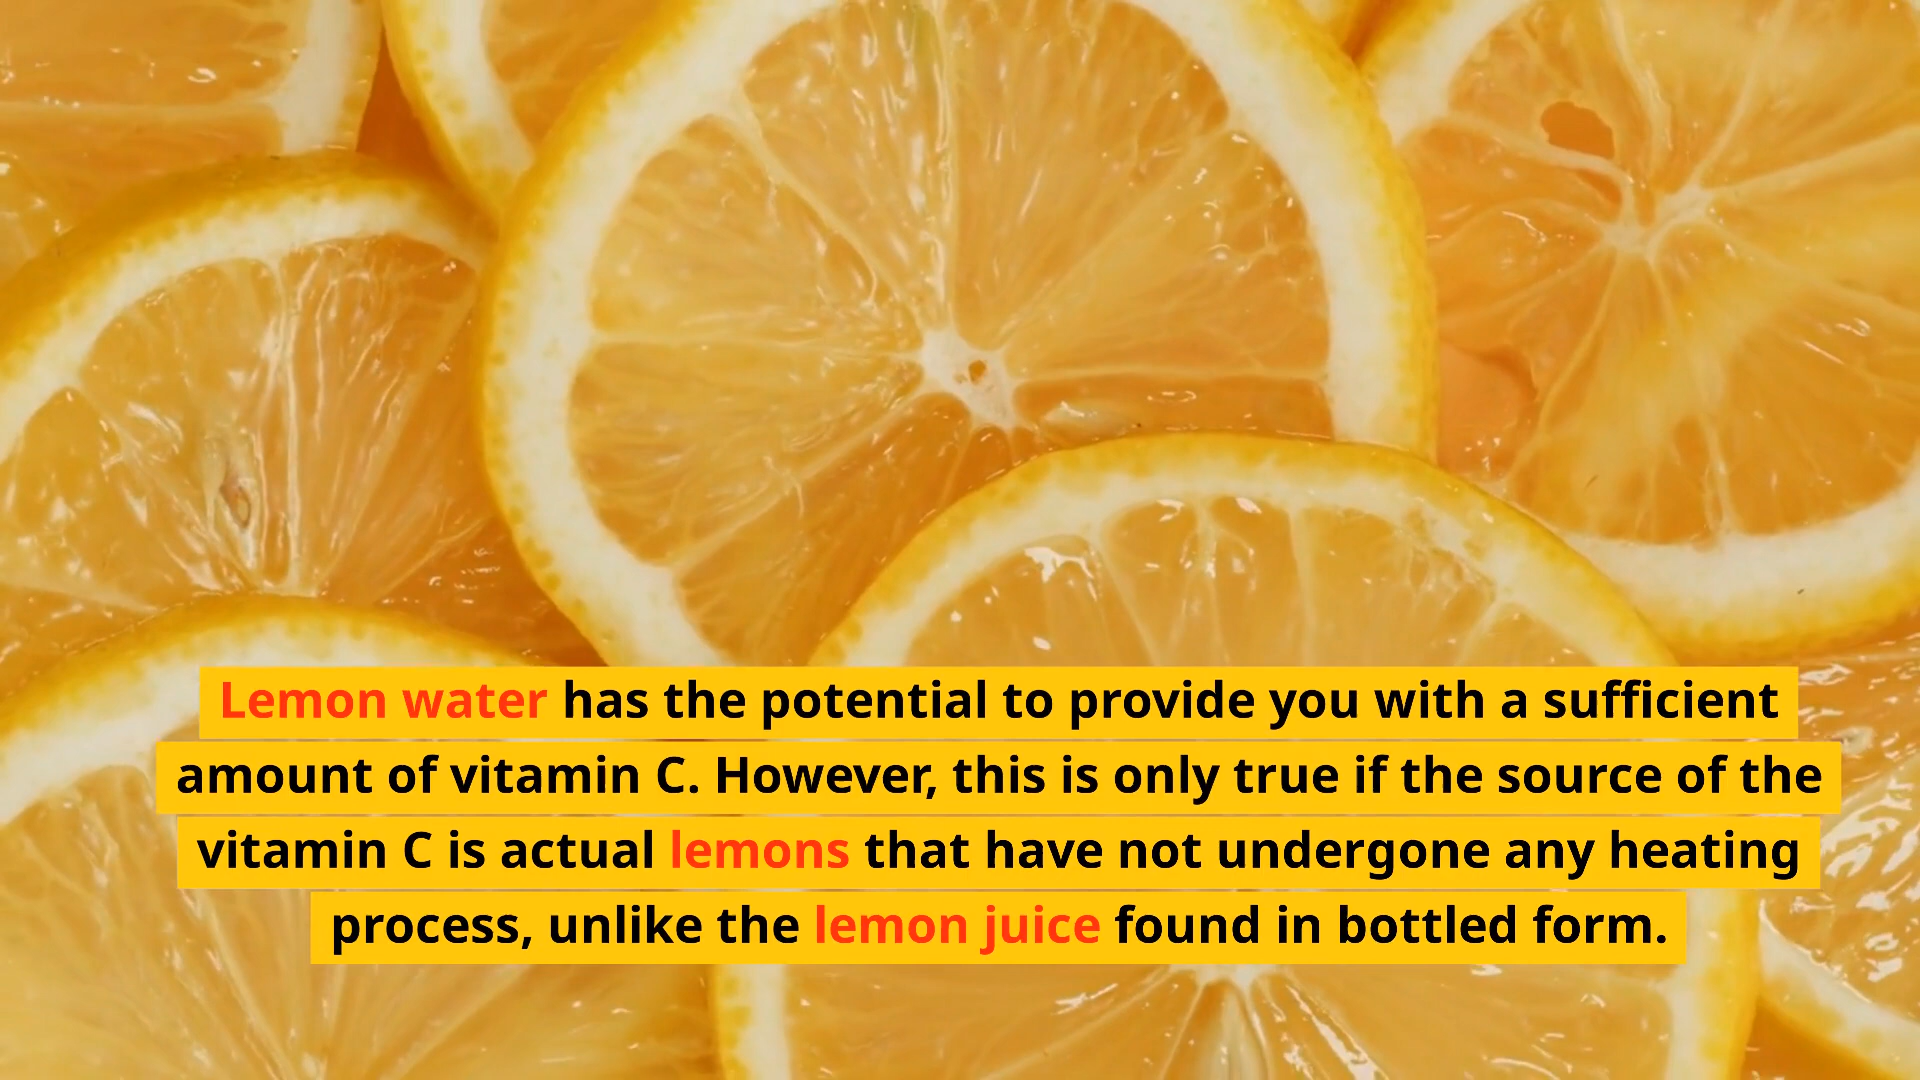 Lemon water has the potential to provide you with a sufficient
amount of vitamin C. However, this is only true if the source of the
vitamin C is actual lemons that have not undergone any heating
process, unlike the lemon juice found in bottled form.